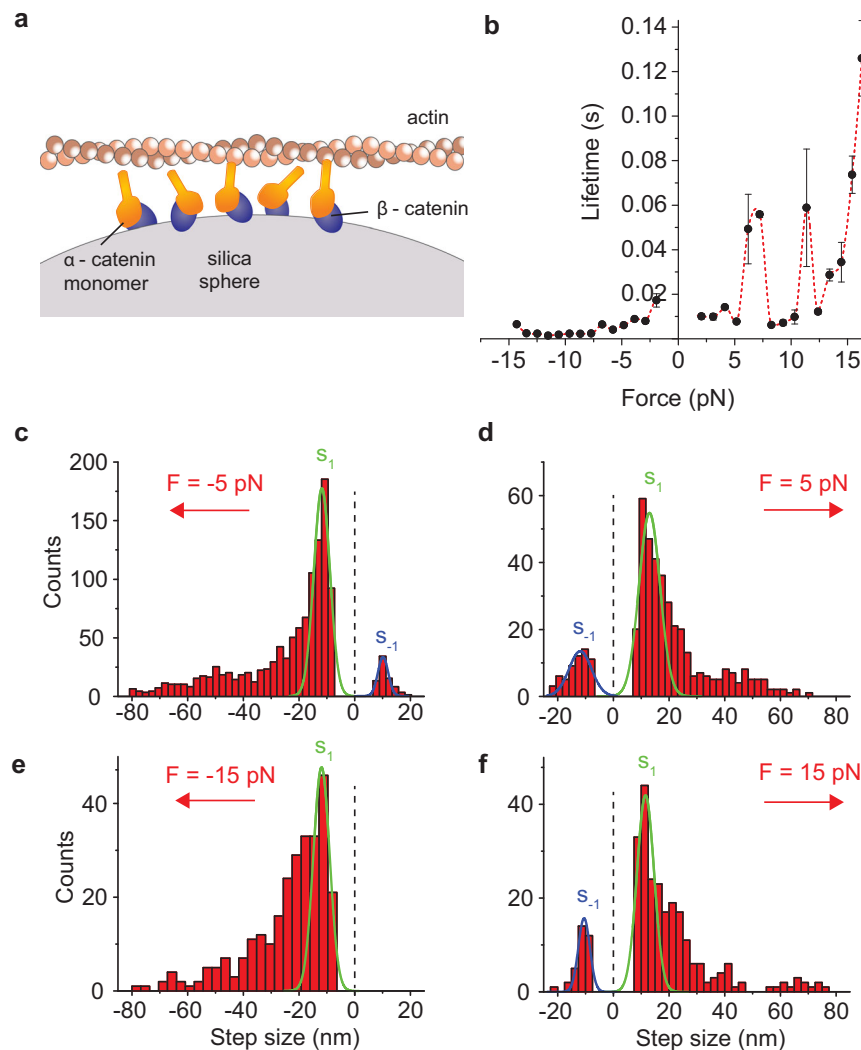 a
actin
β - catenin
α - catenin
monomer
silica
sphere
b
Lifetime (s)
0.14
0.12
0.10
0.08
0.06
0.04
0.02
-15 -10 -5 0 5 10 15
Force (pN)
c
Counts
200
150
100
50
0
F = -5 pN
s1
s-1
-80 -60 -40 -20 0 20
d
60
40
20
0
s-1
s1
F = 5 pN
-20 0 20 40 60 80
e
Counts
40
20
0
F = -15 pN
s1
-80 -60 -40 -20 0 20
Step size (nm)
f
40
20
0
s-1
s1
F = 15 pN
-20 0 20 40 60 80
Step size (nm)